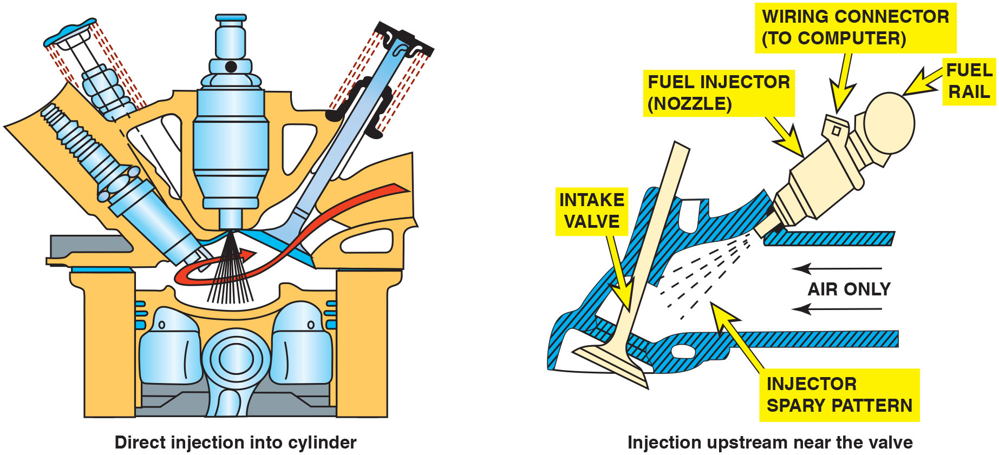 WIRING CONNECTOR
(TO COMPUTER)
FUEL
RAIL
FUEL INJECTOR
(NOZZLE)
INTAKE
VALVE
AIR ONLY
INJECTOR
SPARY PATTERN
Direct injection into cylinder
Injection upstream near the valve